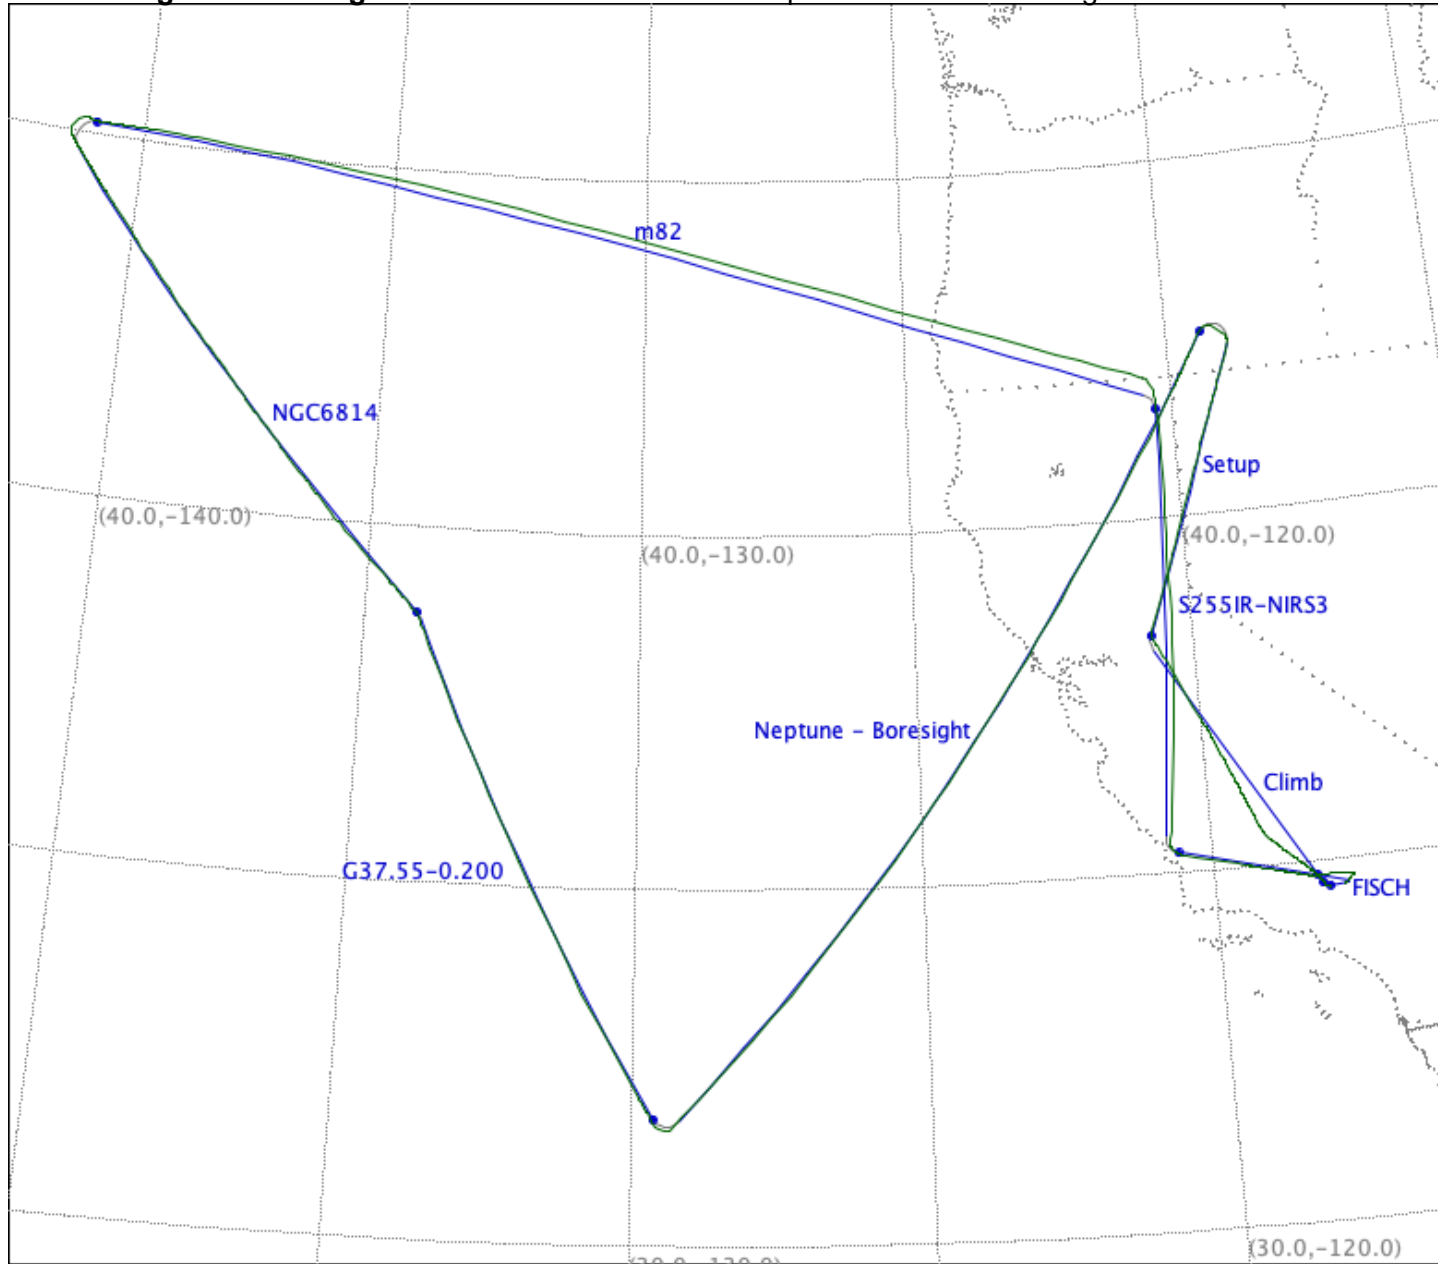 m82
NGC6814
Setup
(40.0,-140.0)
(40.0,-130.0)
(40.0,-120.0)
S255IR-NIRS3
Neptune - Boresight
Climb
G37.55-0.200
FISCH
(30.0,-120.0)